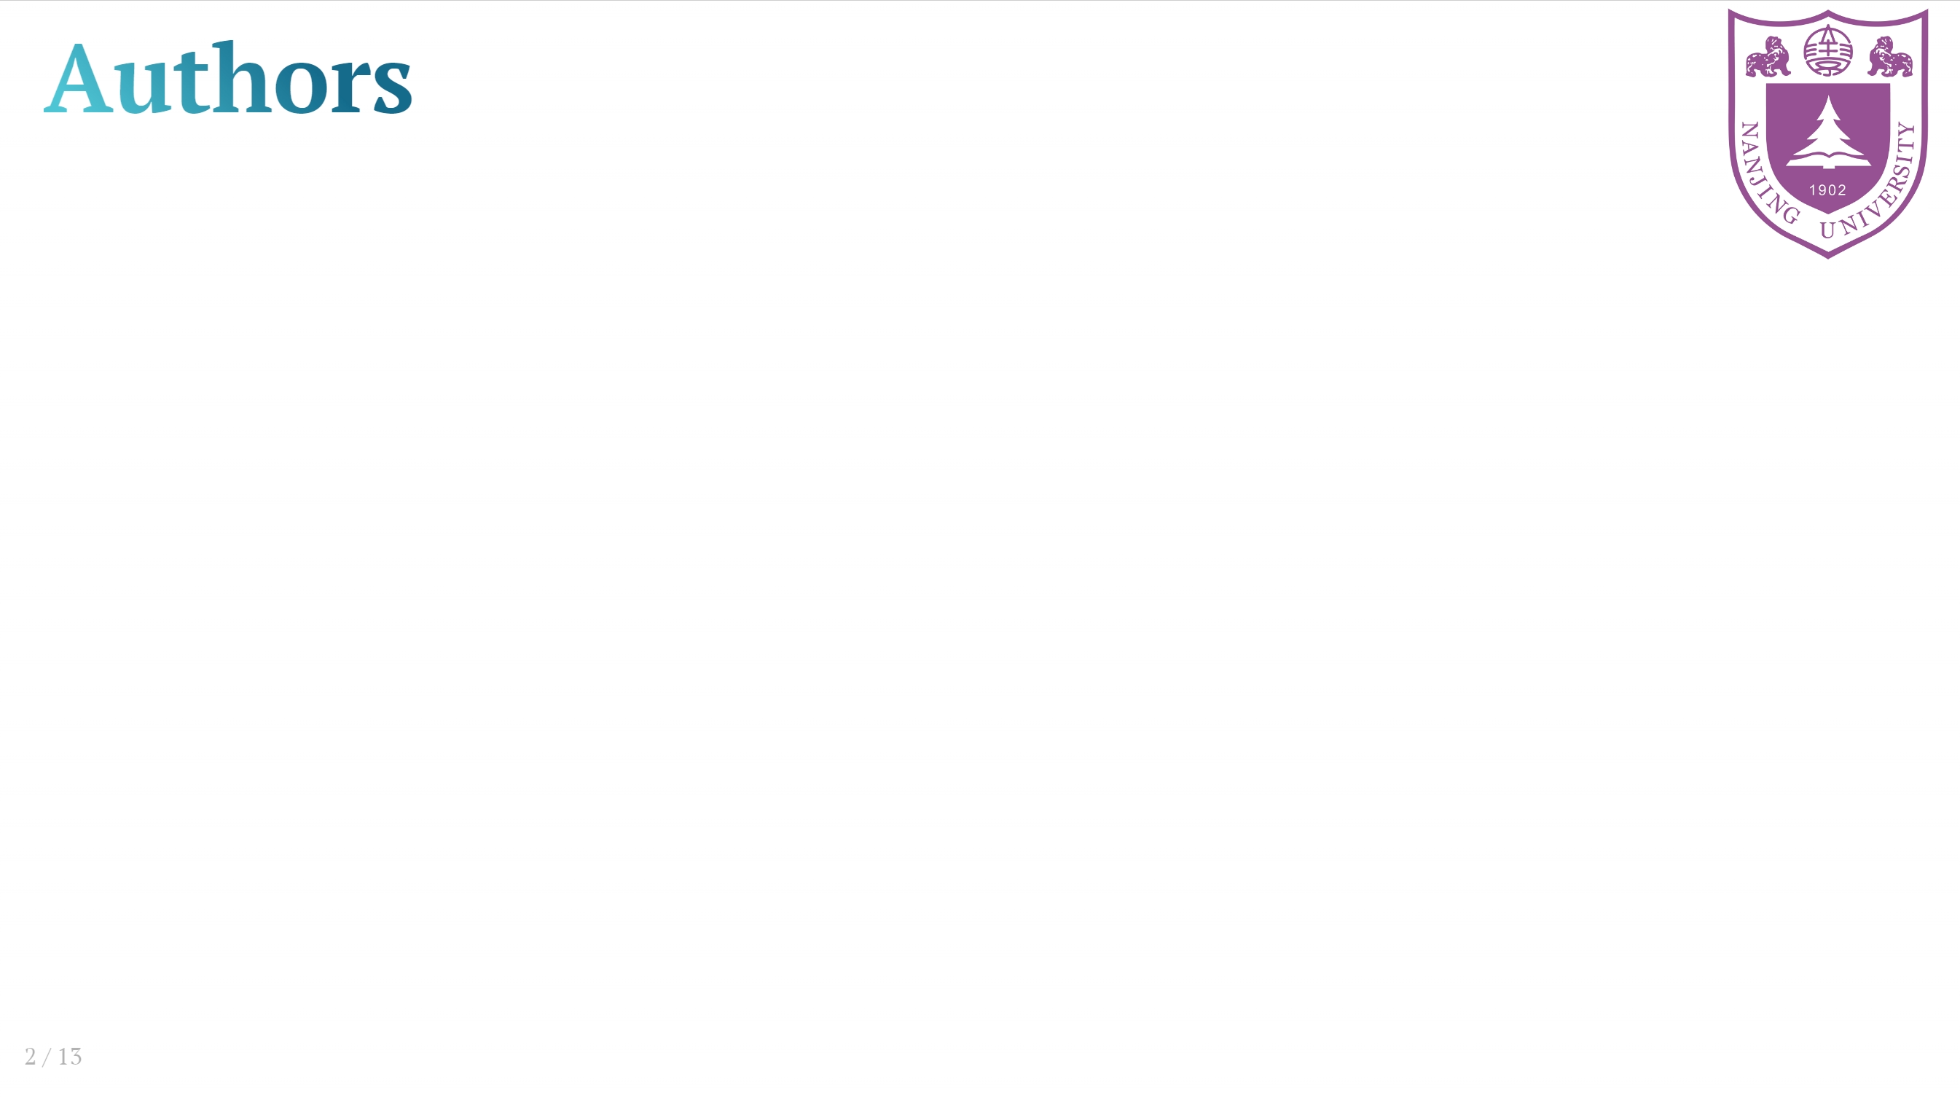 Authors
NANJING UNIVERSITY
1902
2 / 13